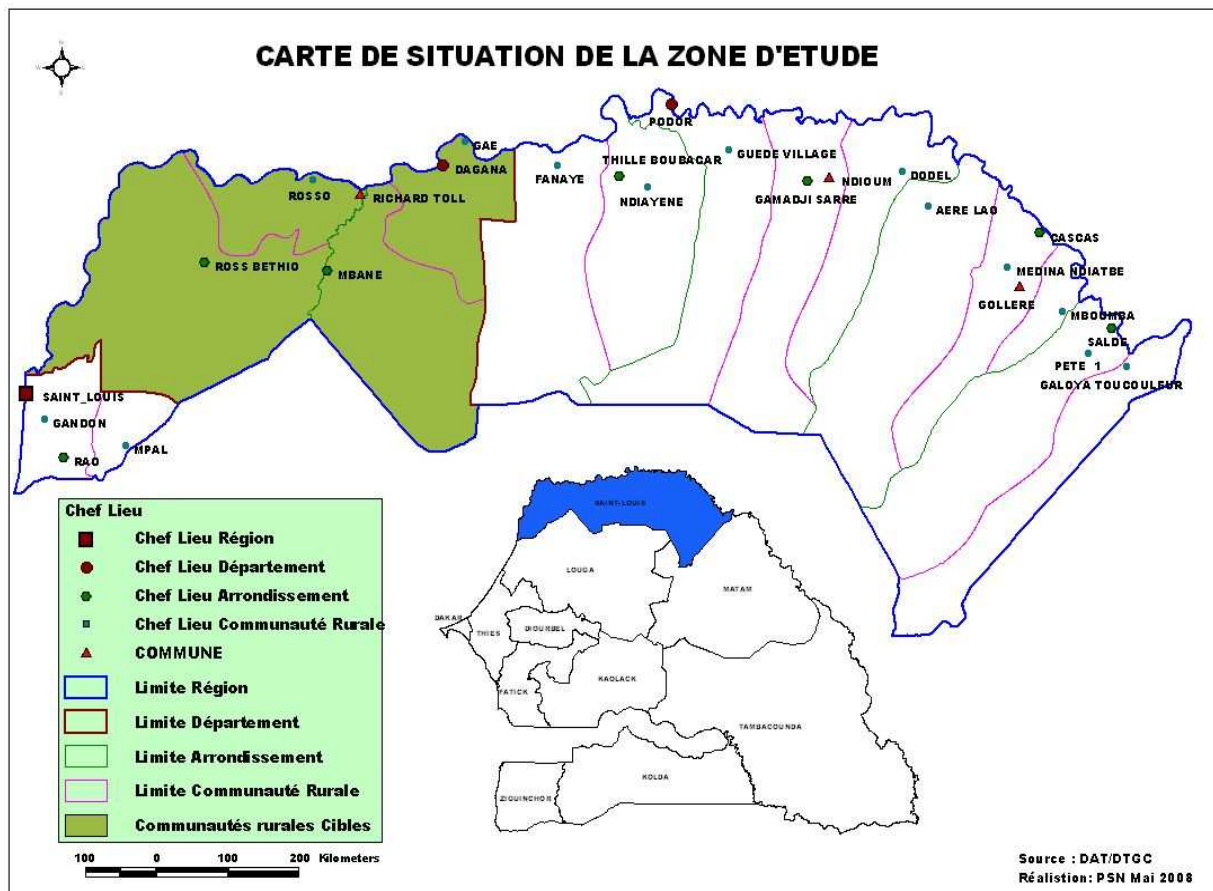 CARTE DE SITUATION DE LA ZONE D'ETUDE
PODOR
GAE
DAGANA
FANAYE
THILLE BOUBACAR
GUEDE VILLAGE
NDIAYENE
ROSSO
RICHARD TOLL
GAMADJI SARRE
NDIOUM
DODEL
AERE LAO
CASCAS
ROSS BETHIO
MBANE
MEDINA NDIATBE
GOLLERE
MBOUMBA
SALDE
PETE 1
GALOYA TOUCOULEUR
SAINT_LOUIS
GANDON
MPAL
RAO
Chef Lieu
Chef Lieu Région
Chef Lieu Département
Chef Lieu Arrondissement
Chef Lieu Communauté Rurale
COMMUNE
Limite Région
Limite Département
Limite Arrondissement
Limite Communauté Rurale
Communautés rurales Cibles
100 0 100 200 Kilometers
SAINT-LOUIS
LOUGA
MATAM
DAKAR
THIES
DIOURBEL
FATICK
KAOLACK
TAMBACOUNDA
KOLDA
ZIGUINCHOR
Source : DAT/DTGC
Réalistion: PSN Mai 2008